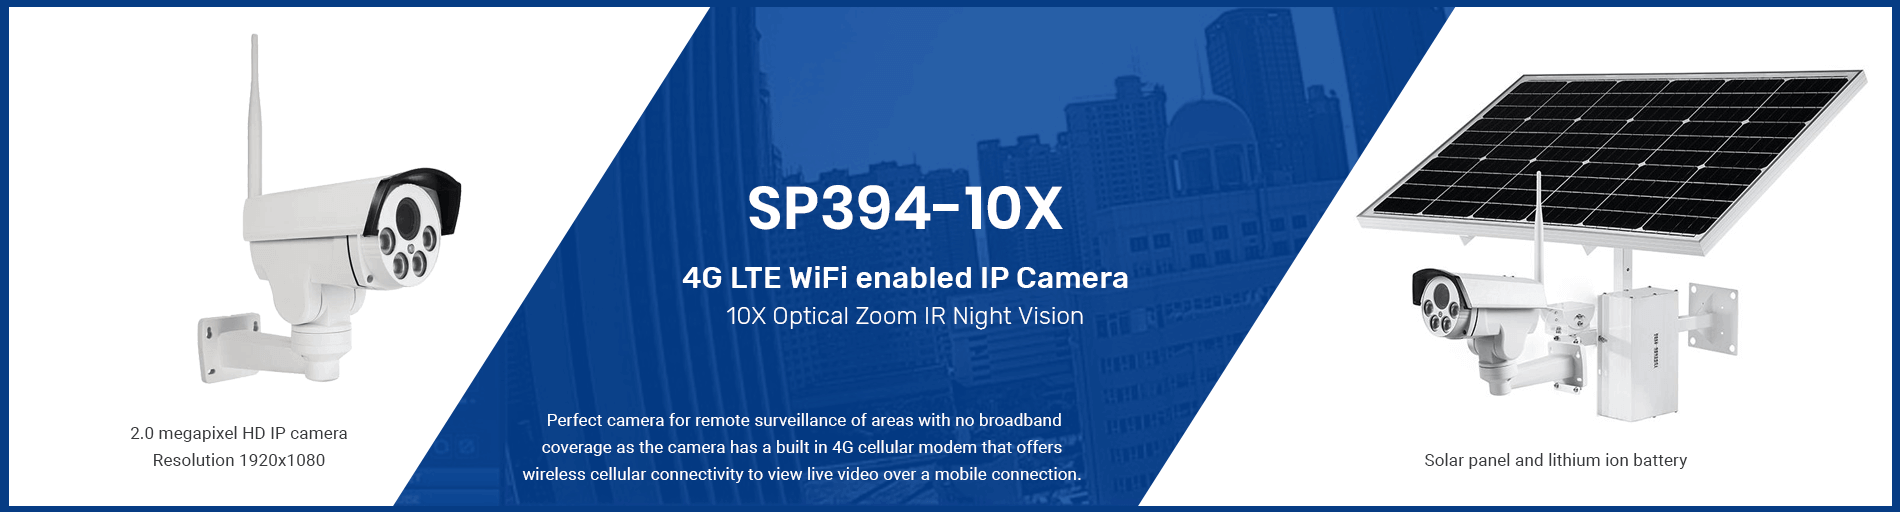 SP394-10X
4G LTE WiFi enabled IP Camera
10X Optical Zoom IR Night Vision
Perfect camera for remote surveillance of areas with no broadband
coverage as the camera has a built in 4G cellular modem that offers
wireless cellular connectivity to view live video over a mobile connection.
2.0 megapixel HD IP camera
Resolution 1920x1080
Solar panel and lithium ion battery